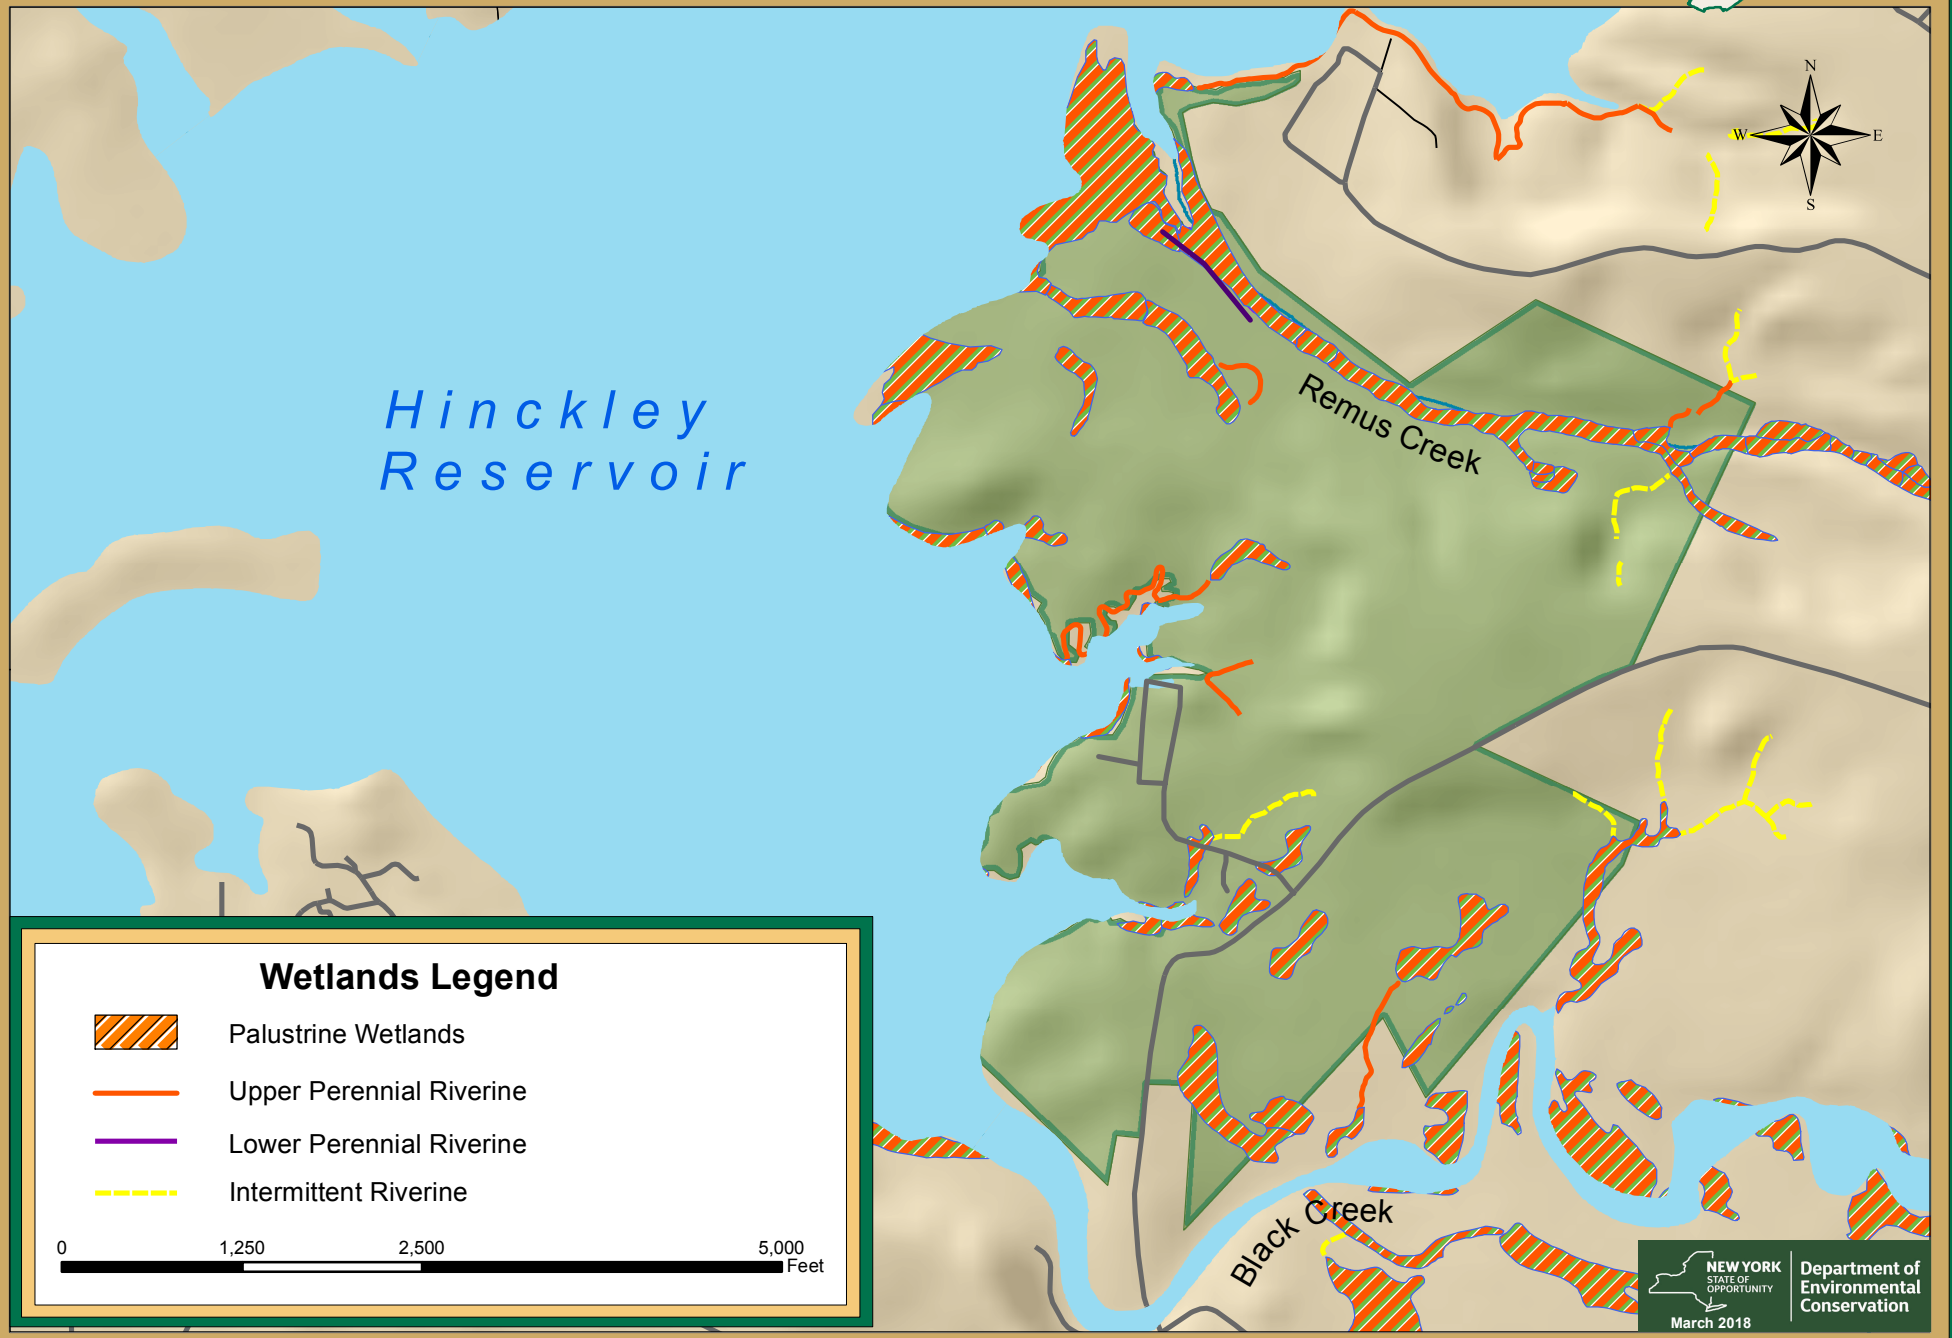 N
W
E
S
Hinckley
Reservoir
Remus Creek
Black Creek
Wetlands Legend
Palustrine Wetlands
Upper Perennial Riverine
Lower Perennial Riverine
Intermittent Riverine
0 1,250 2,500 5,000
Feet
NEW YORK
STATE OF
OPPORTUNITY
Department of
Environmental
Conservation
March 2018